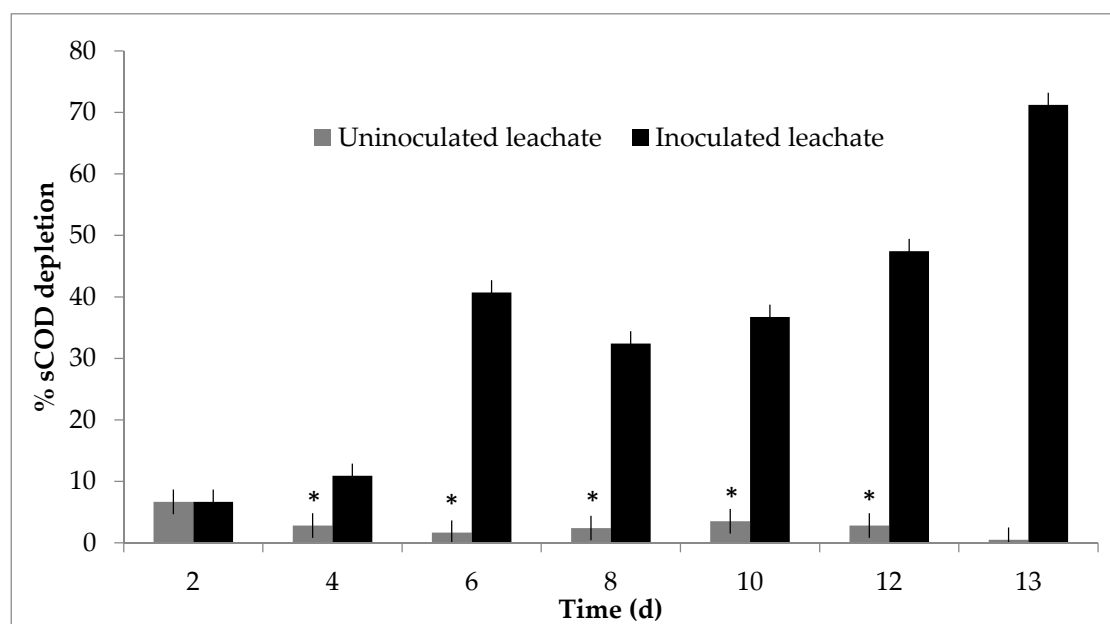 80
70
60
50
40
30
20
10
0
% sCOD depletion
Uninoculated leachate Inoculated leachate
* * * * *
2 4 6 8 10 12 13
Time (d)